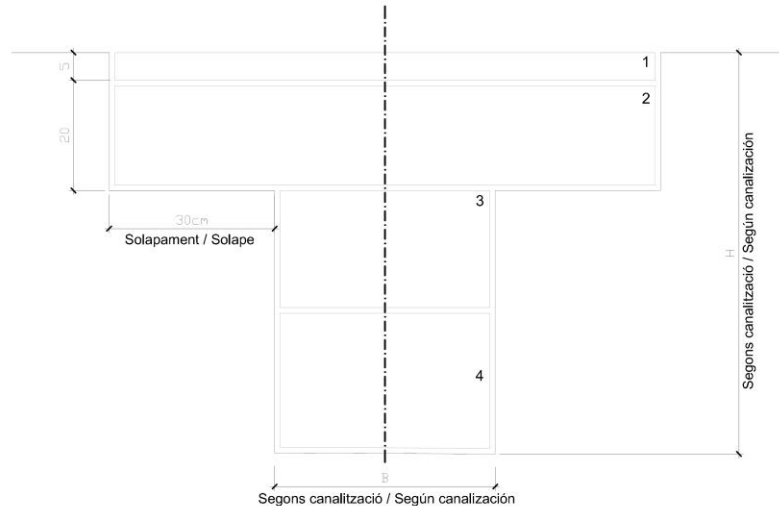 1
5
2
20
3
30cm
Solapament / Solape
H
Segons canalització / Según canalización
4
B
Segons canalització / Según canalización